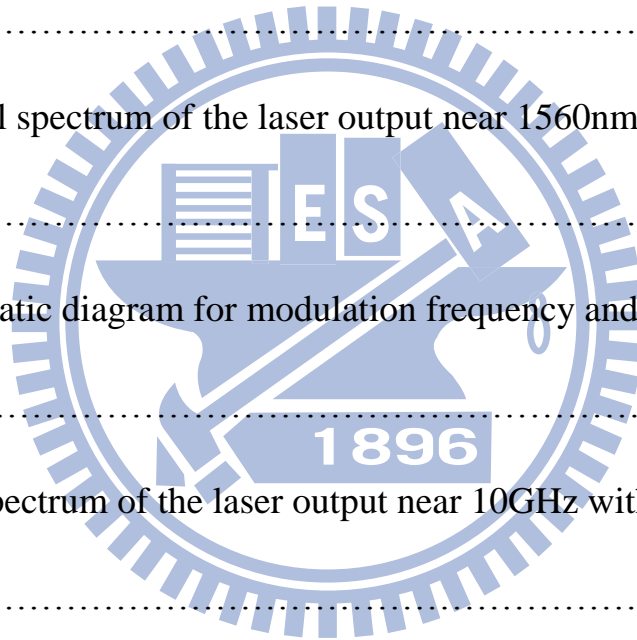 ....................................................................
l spectrum of the laser output near 1560nm
E S A
....................................................................
atic diagram for modulation frequency and
8
....................................................................
1896
pectrum of the laser output near 10GHz wit
....................................................................